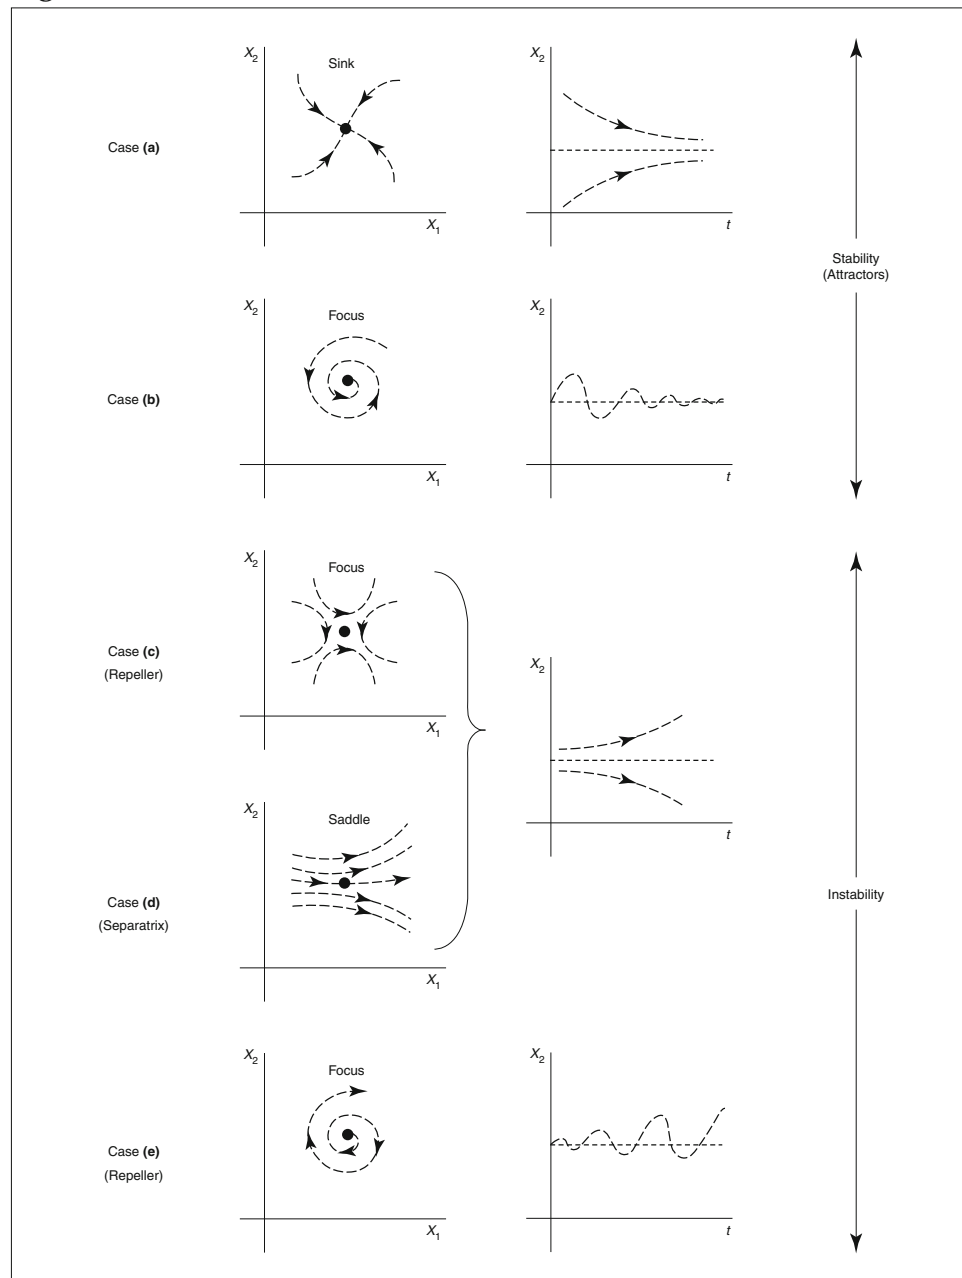 X2
Sink
X1
Case (a)
X2
t
Stability
(Attractors)
X2
Focus
X1
Case (b)
X2
t
X2
Focus
X1
Case (c)
(Repeller)
X2
t
X2
Saddle
X1
Case (d)
(Separatrix)
Instability
X2
Focus
X1
Case (e)
(Repeller)
X2
t